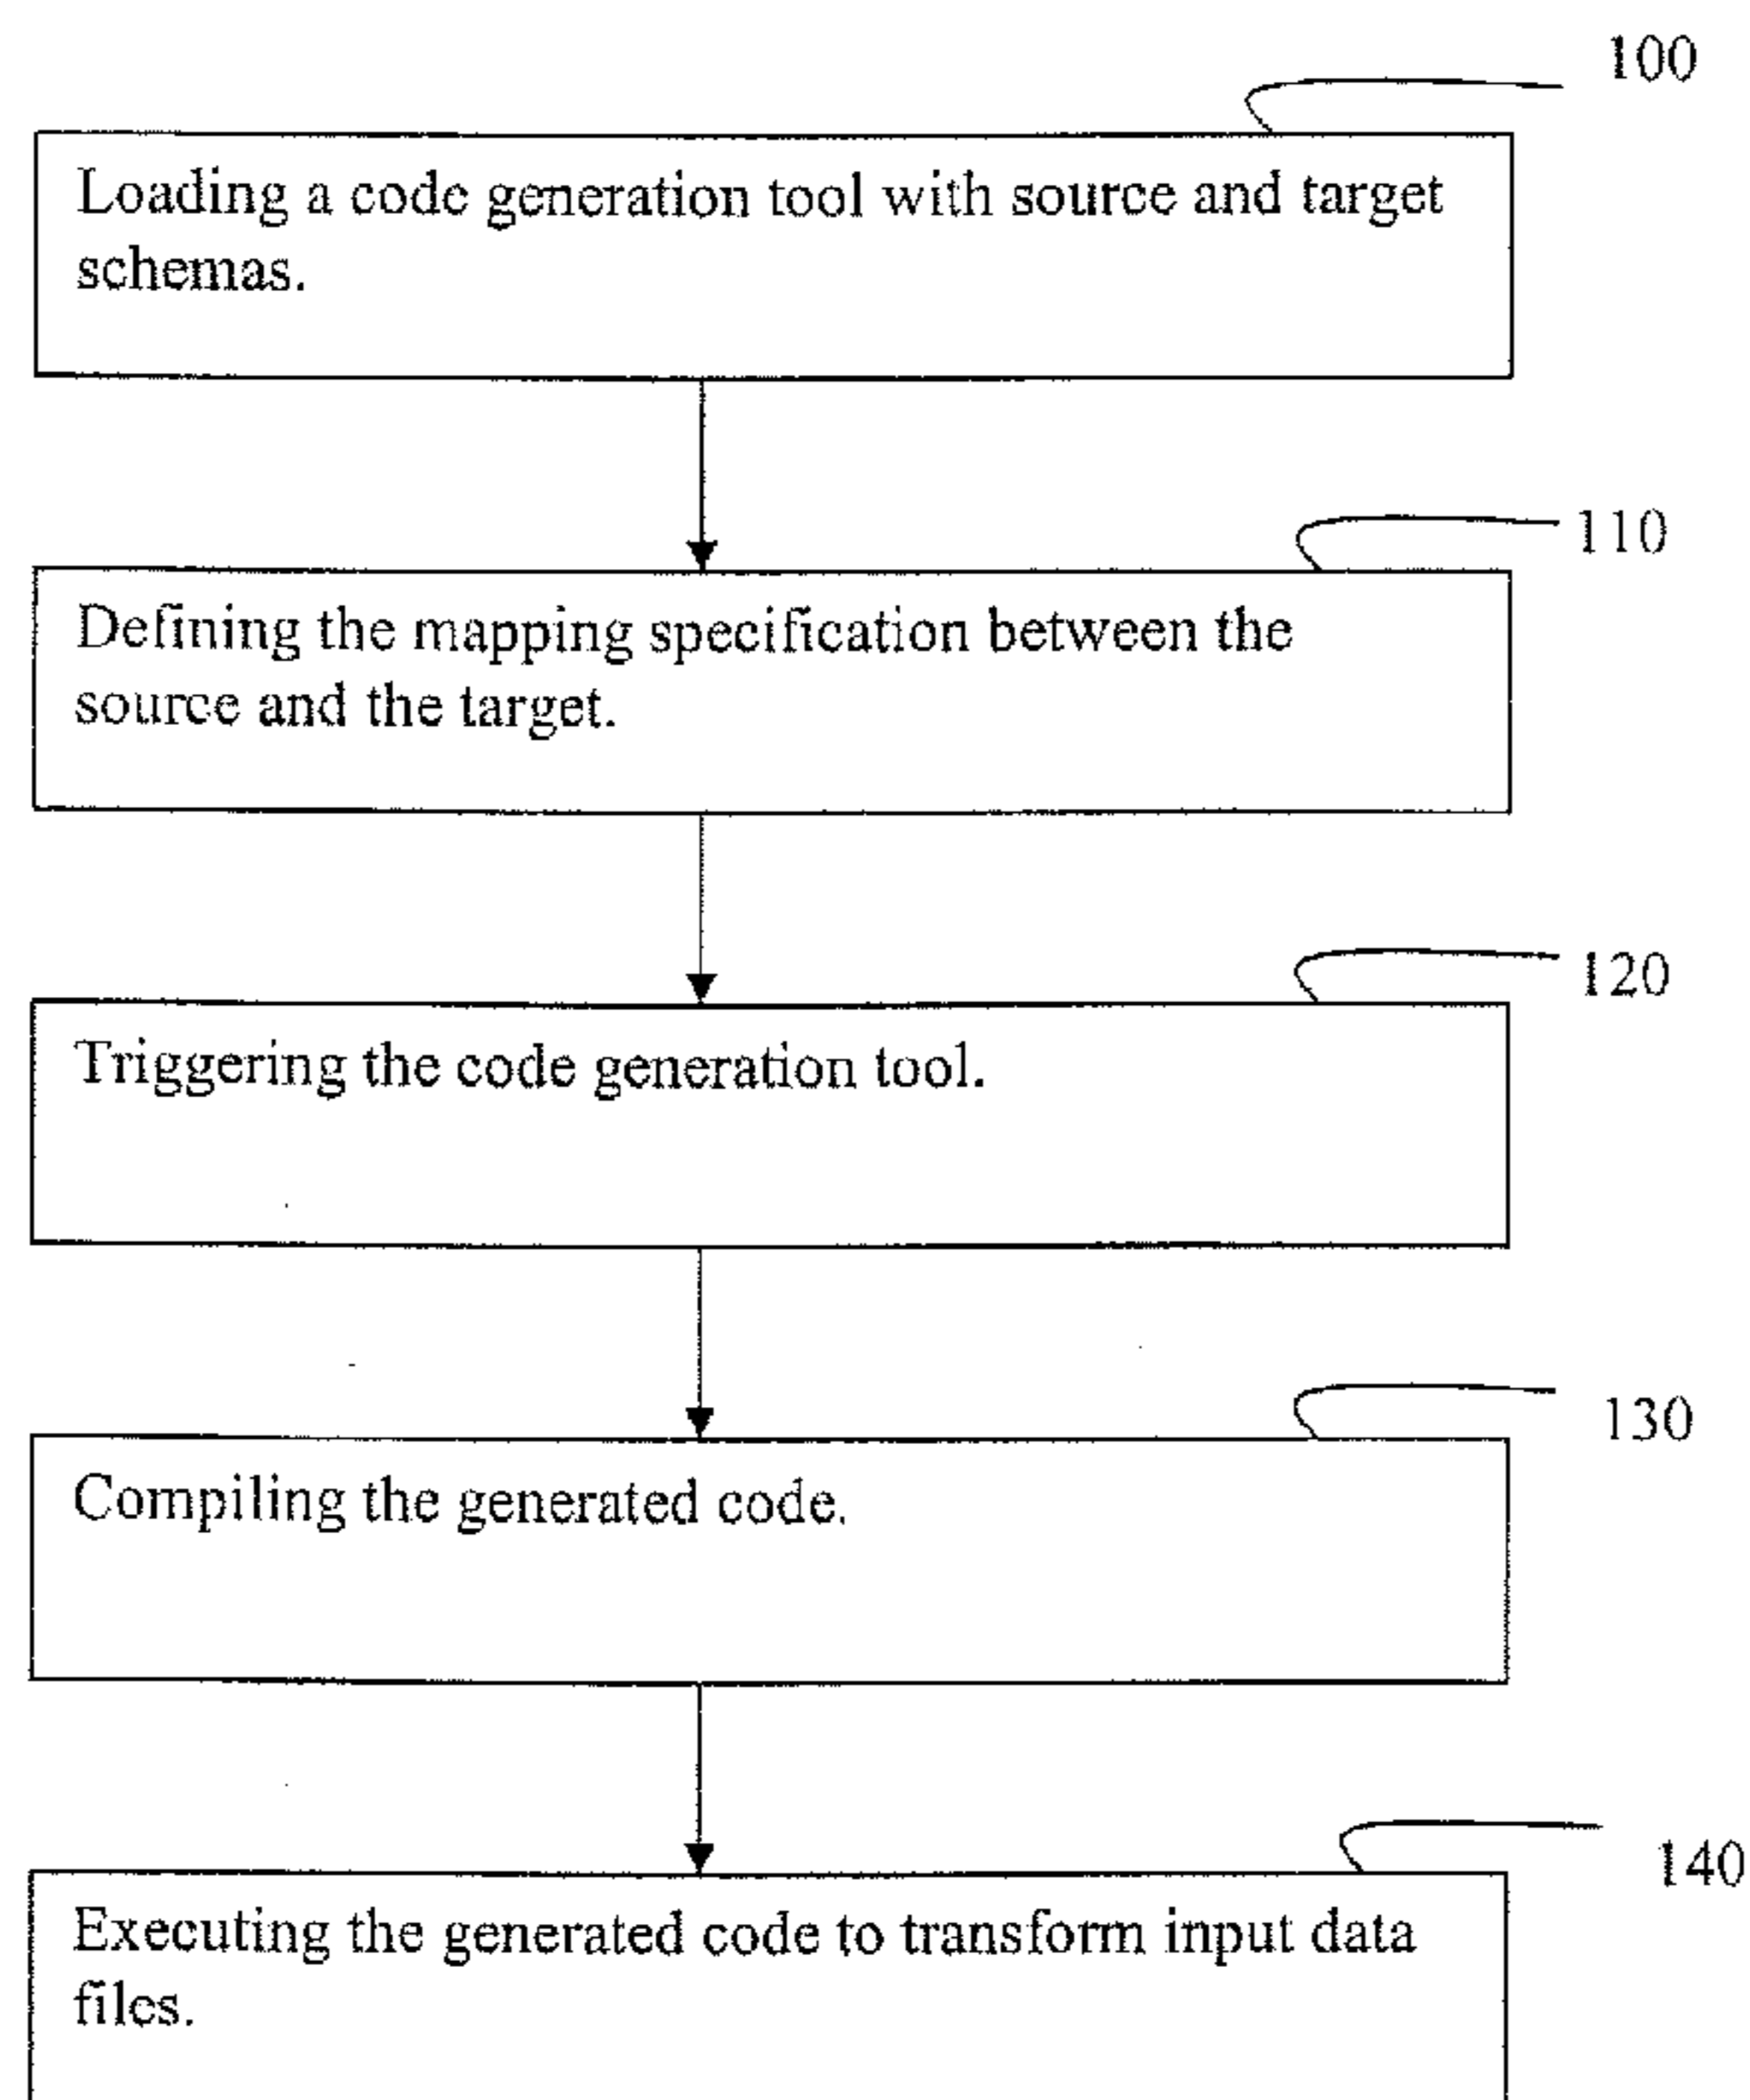 100
Loading a code generation tool with source and target
schemas.
110
Defining the mapping specification between the
source and the target.
120
Triggering the code generation tool.
130
Compiling the generated code.
140
Executing the generated code to transform input data
files.